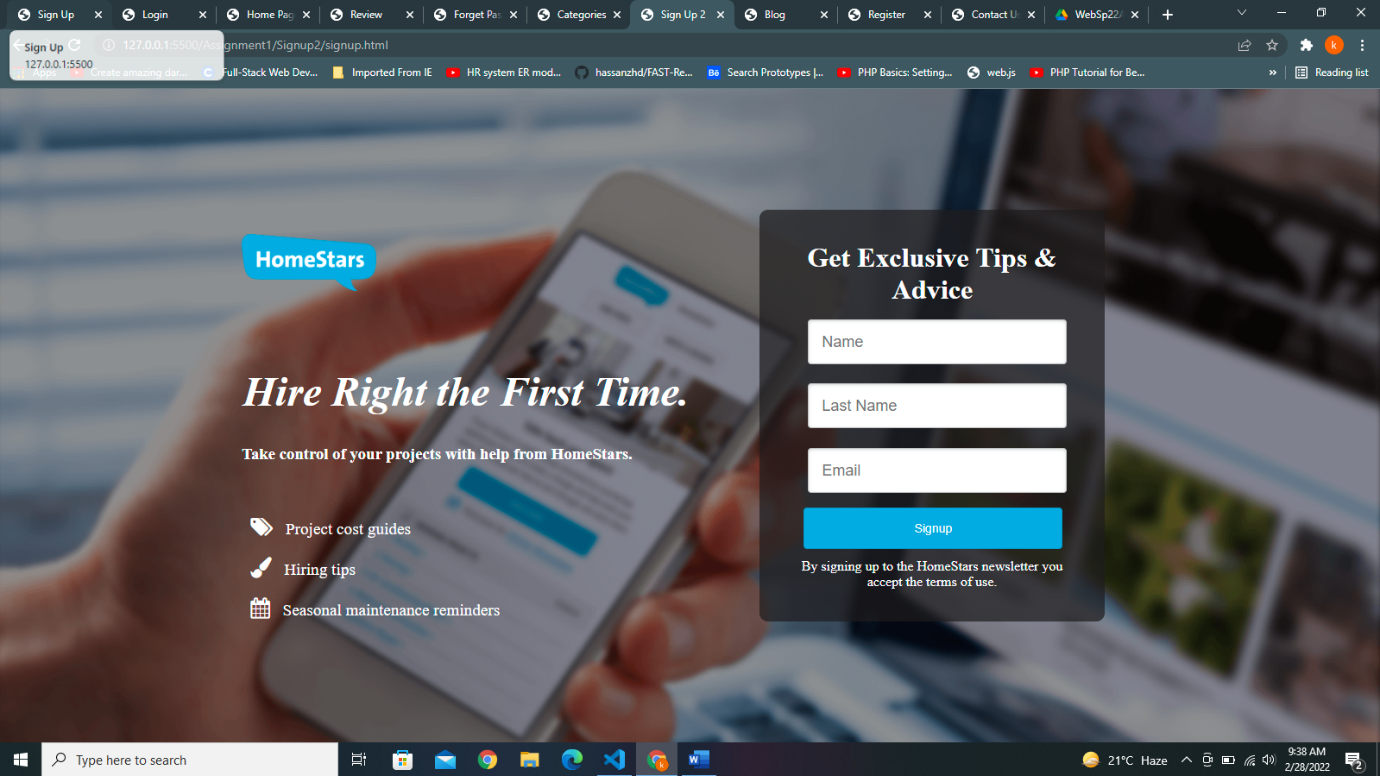 Sign Up
Login
Home Pag
Review
Forget Pas
Categories
Sign Up 2
Blog
Register
Contact U
WebSp22
Sign Up
127.0.0.1:5500
127.0.0.1:5500/Assignment1/Signup2/signup.html
k
Apps
Create amazing dar...
Full-Stack Web Dev...
Imported From IE
HR system ER mod...
hassanzhd/FAST-Re...
Search Prototypes |...
PHP Basics: Setting...
web.js
PHP Tutorial for Be...
»
Reading list
HomeStars
Hire Right the First Time.
Take control of your projects with help from HomeStars.
Project cost guides
Hiring tips
Seasonal maintenance reminders
Get Exclusive Tips &
Advice
Name
Last Name
Email
Signup
By signing up to the HomeStars newsletter you
accept the terms of use.
Type here to search
21°C Haze
9:38 AM
2/28/2022
2